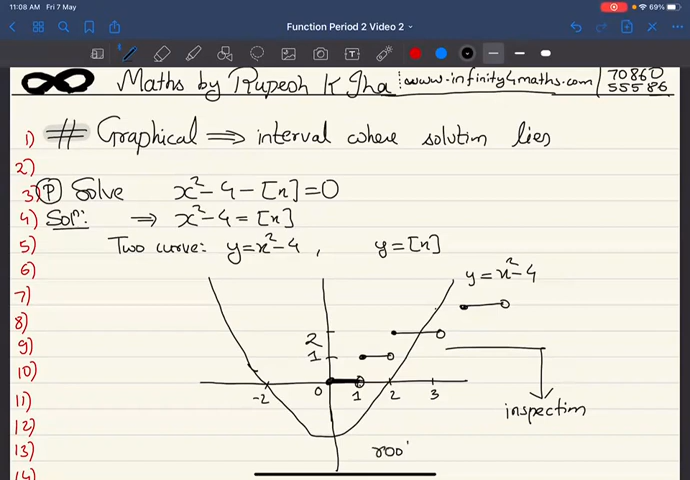 11:08 AM Fri 7 May
69%
Function Period 2 Video 2
Maths by Rupesh K Jha www.infinity4maths.com 70860 55586
1) # Graphical ⇒ interval where solution lies
2)
3) P Solve x²-4-[x]=0
4) Solⁿ: ⇒ x²-4=[x]
5) Two curve: y=x²-4, y=[x]
6)
y=x²-4
7)
8)
2
9)
1
10)
-2 0 1 2 3
11)
inspection
12)
13)
roo
14)